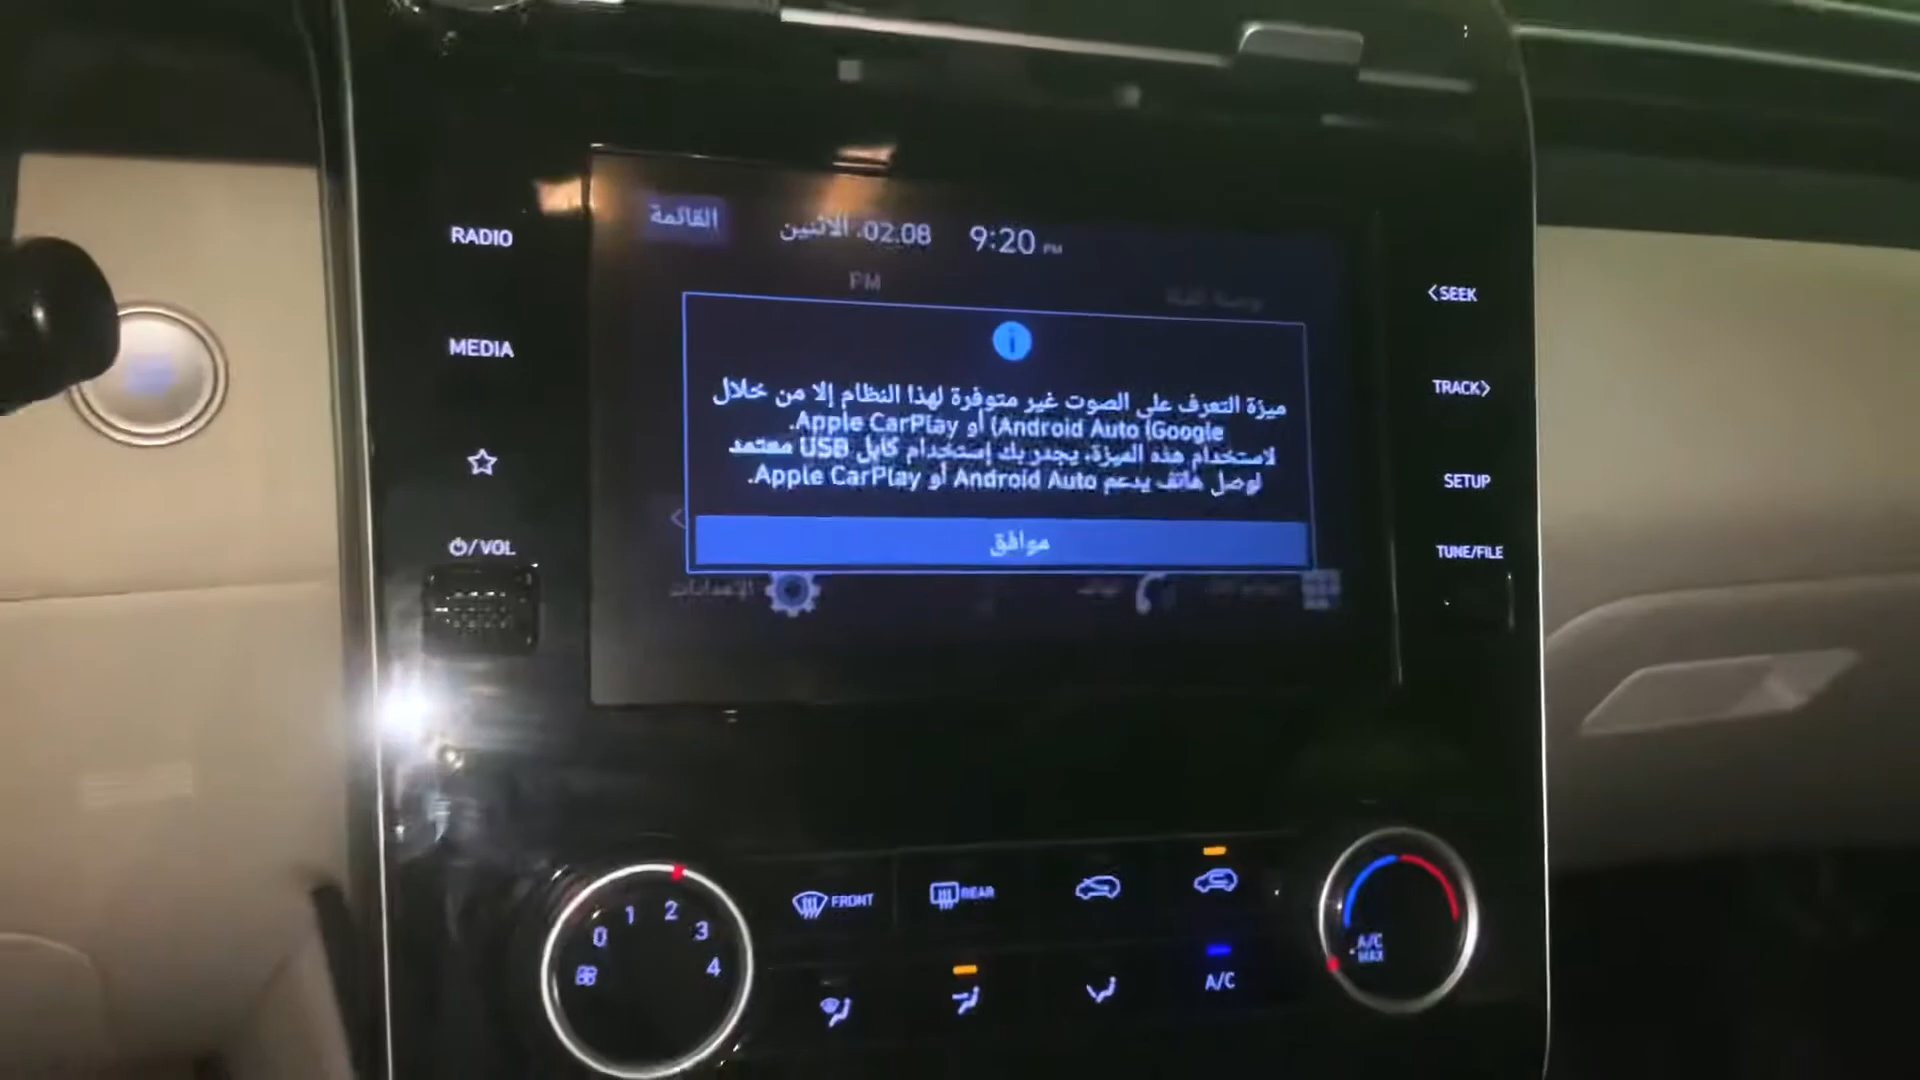 القائمة
الاثنين .02.08
9:20 PM
FM
ميزة التعرف على الصوت غير متوفرة لهذا النظام إلا من خلال
Android Auto (Google) أو Apple CarPlay.
لاستخدام هذه الميزة، يجدر بك إستخدام كابل USB معتمد
لوصل هاتف يدعم Android Auto أو Apple CarPlay.
موافق
الإعدادات
RADIO
MEDIA
/VOL
<SEEK
TRACK>
SETUP
TUNE/FILE
0 1 2 3 4
FRONT
REAR
A/C
A/C
MAX